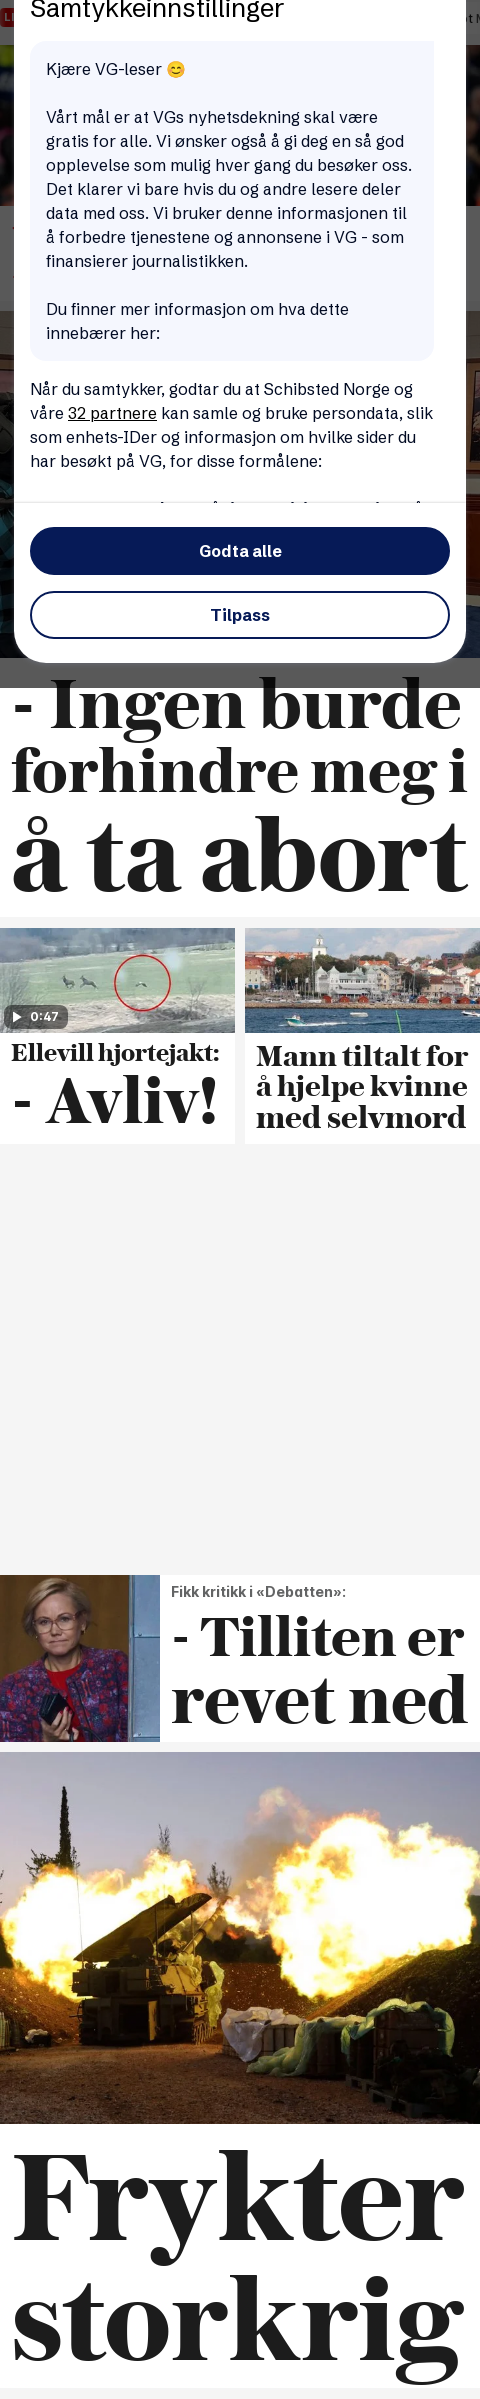 Samtykkeinnstillinger
Kjære VG-leser 😊
Vårt mål er at VGs nyhetsdekning skal være
gratis for alle. Vi ønsker også å gi deg en så god
opplevelse som mulig hver gang du besøker oss.
Det klarer vi bare hvis du og andre lesere deler
data med oss. Vi bruker denne informasjonen til
å forbedre tjenestene og annonsene i VG - som
finansierer journalistikken.
Du finner mer informasjon om hva dette
innebærer her:
Når du samtykker, godtar du at Schibsted Norge og
våre 32 partnere kan samle og bruke persondata, slik
som enhets-IDer og informasjon om hvilke sider du
har besøkt på VG, for disse formålene:
Godta alle
Tilpass
- Ingen burde
forhindre meg i
å ta abort
0:47
Ellevill hjortejakt:
- Avliv!
Mann tiltalt for
å hjelpe kvinne
med selvmord
Fikk kritikk i «Debatten»:
- Tilliten er
revet ned
Frykter
storkrig